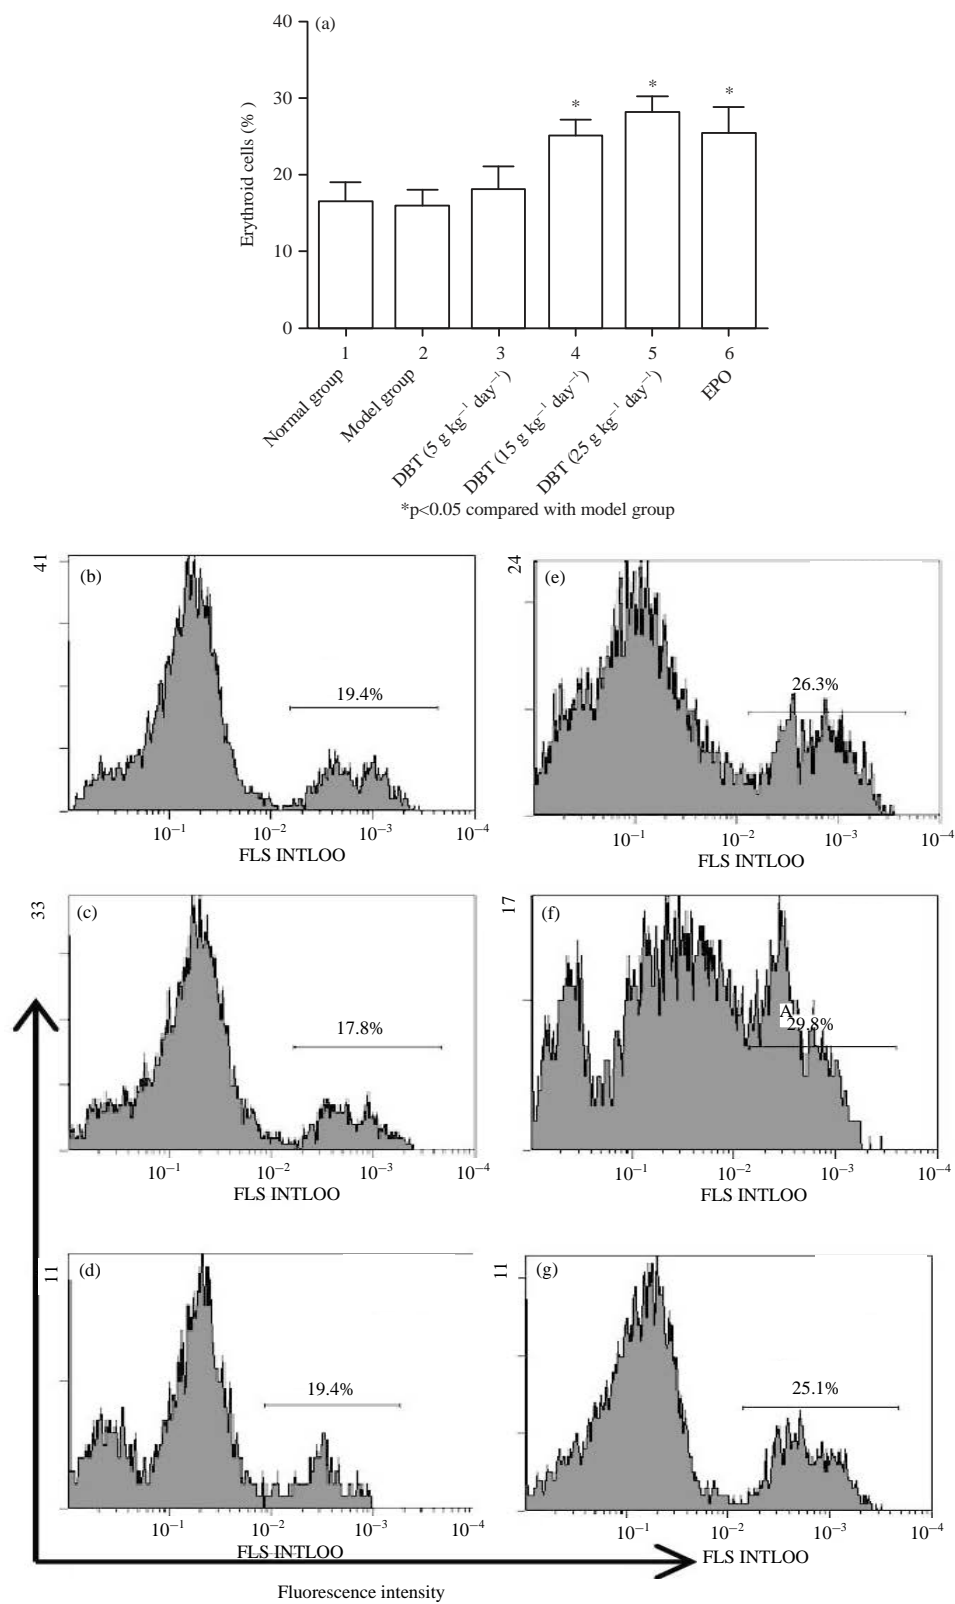 (a)
40
30
20
10
0
Erythroid cells (% )
* * *
1 2 3 4 5 6
Normal group
Model group
DBT (5 g kg⁻¹ day⁻¹)
DBT (15 g kg⁻¹ day⁻¹)
DBT (25 g kg⁻¹ day⁻¹)
EPO
*p<0.05 compared with model group
41
(b)
19.4%
10⁻¹ 10⁻² 10⁻³ 10⁻⁴
FLS INTLOO
24
(e)
26.3%
10⁻¹ 10⁻² 10⁻³ 10⁻⁴
FLS INTLOO
33
(c)
17.8%
10⁻¹ 10⁻² 10⁻³ 10⁻⁴
FLS INTLOO
17
(f)
A
29.8%
10⁻¹ 10⁻² 10⁻³ 10⁻⁴
FLS INTLOO
11
(d)
19.4%
10⁻¹ 10⁻² 10⁻³ 10⁻⁴
FLS INTLOO
11
(g)
25.1%
10⁻¹ 10⁻² 10⁻³ 10⁻⁴
FLS INTLOO
Fluorescence intensity